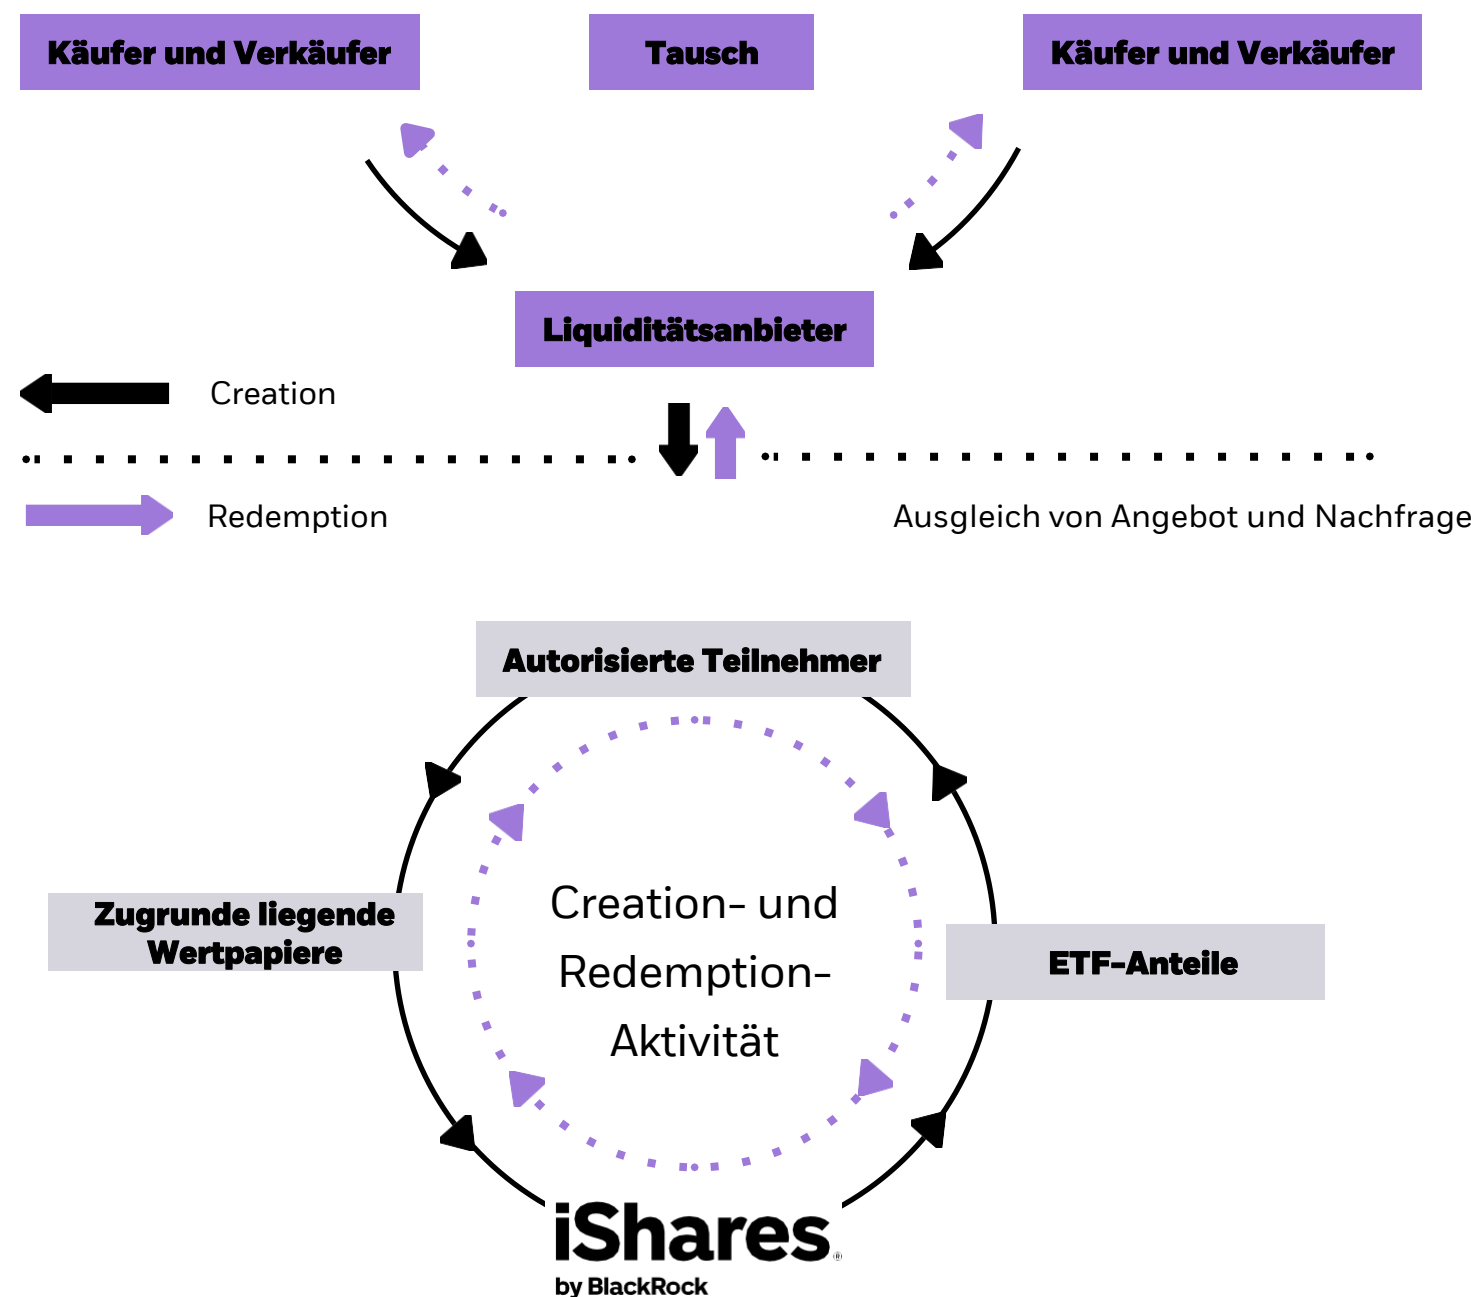 Käufer und Verkäufer
Tausch
Käufer und Verkäufer
Liquiditätsanbieter
Creation
Redemption
Ausgleich von Angebot und Nachfrage
Autorisierte Teilnehmer
Zugrunde liegende
Wertpapiere
Creation- und
Redemption-
Aktivität
ETF-Anteile
iShares®
by BlackRock